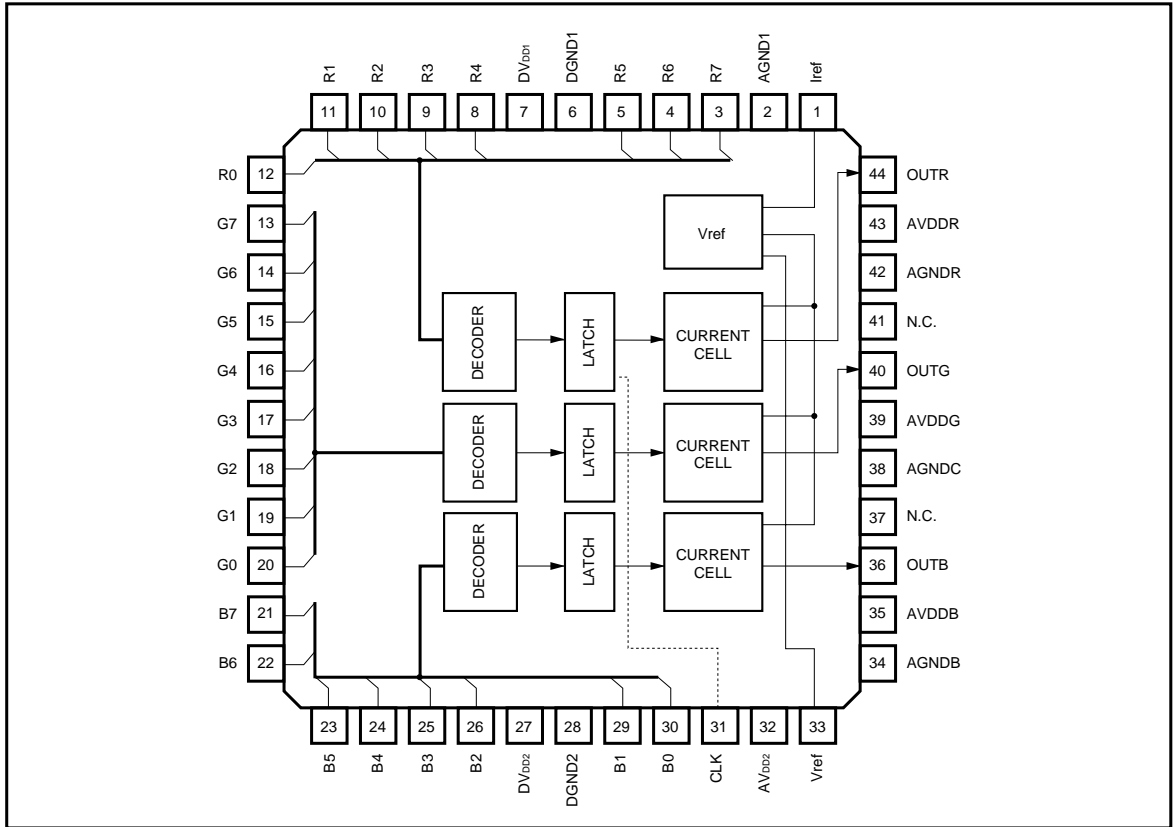 R1
R2
R3
R4
DVDD1
DGND1
R5
R6
R7
AGND1
Iref
11
10
9
8
7
6
5
4
3
2
1
R0 12
G7 13
G6 14
G5 15
G4 16
G3 17
G2 18
G1 19
G0 20
B7 21
B6 22
Vref
DECODER
LATCH
CURRENT
CELL
DECODER
LATCH
CURRENT
CELL
DECODER
LATCH
CURRENT
CELL
44 OUTR
43 AVDDR
42 AGNDR
41 N.C.
40 OUTG
39 AVDDG
38 AGNDC
37 N.C.
36 OUTB
35 AVDDB
34 AGNDB
23
24
25
26
27
28
29
30
31
32
33
B5
B4
B3
B2
DVDD2
DGND2
B1
B0
CLK
AVDD2
Vref